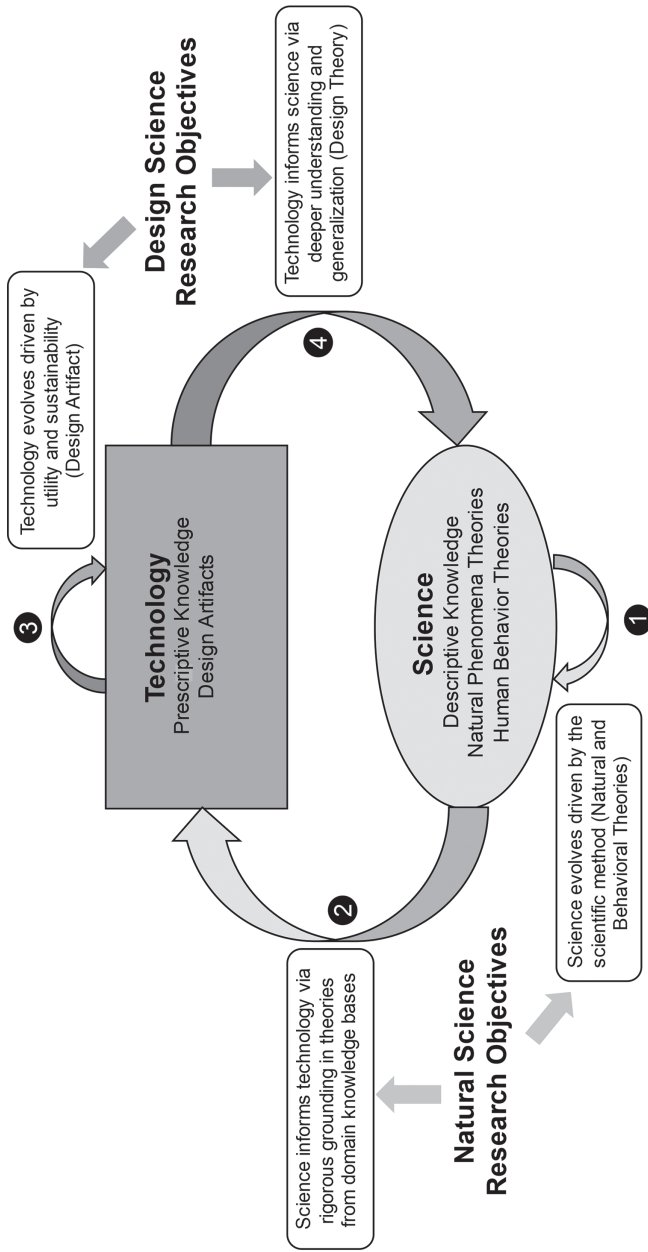 Technology evolves driven by
utility and sustainability
(Design Artifact)
Design Science
Research Objectives
Technology informs science via
deeper understanding and
generalization (Design Theory)
3
Technology
Prescriptive Knowledge
Design Artifacts
4
2
Science informs technology via
rigorous grounding in theories
from domain knowledge bases
Science
Descriptive Knowledge
Natural Phenomena Theories
Human Behavior Theories
1
Natural Science
Research Objectives
Science evolves driven by the
scientific method (Natural and
Behavioral Theories)